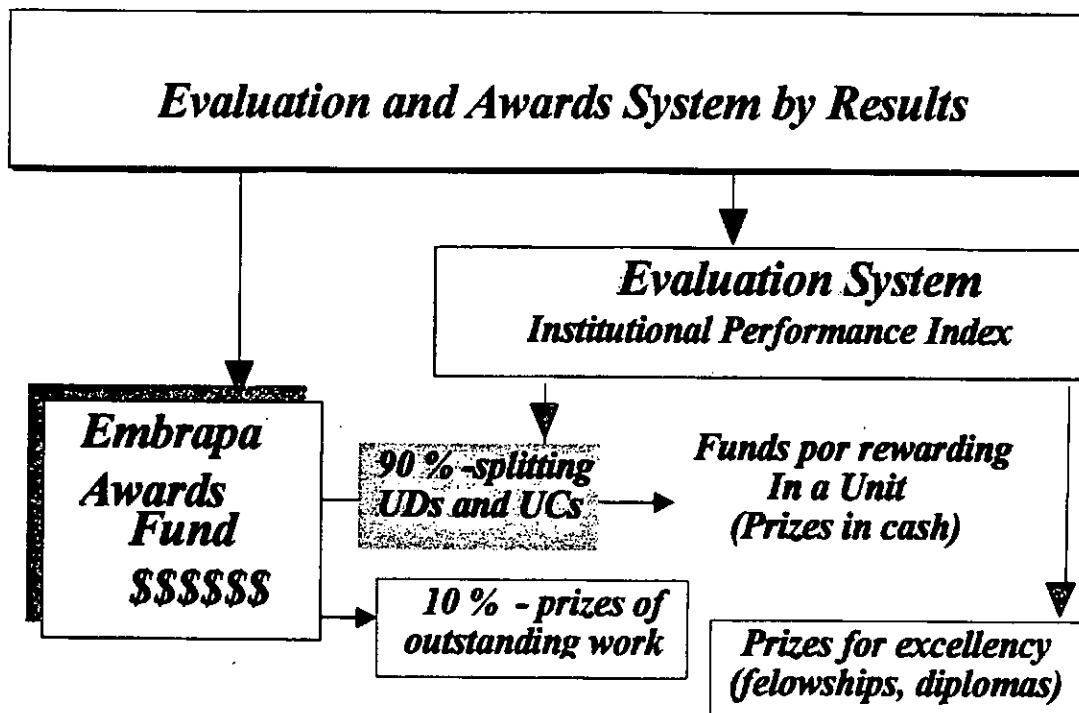 Evaluation and Awards System by Results
Evaluation System
Institutional Performance Index
Embrapa
Awards
Fund
$$$$$$
90 % -splitting
UDs and UCs
Funds por rewarding
In a Unit
(Prizes in cash)
10 % - prizes of
outstanding work
Prizes for excellency
(felowships, diplomas)